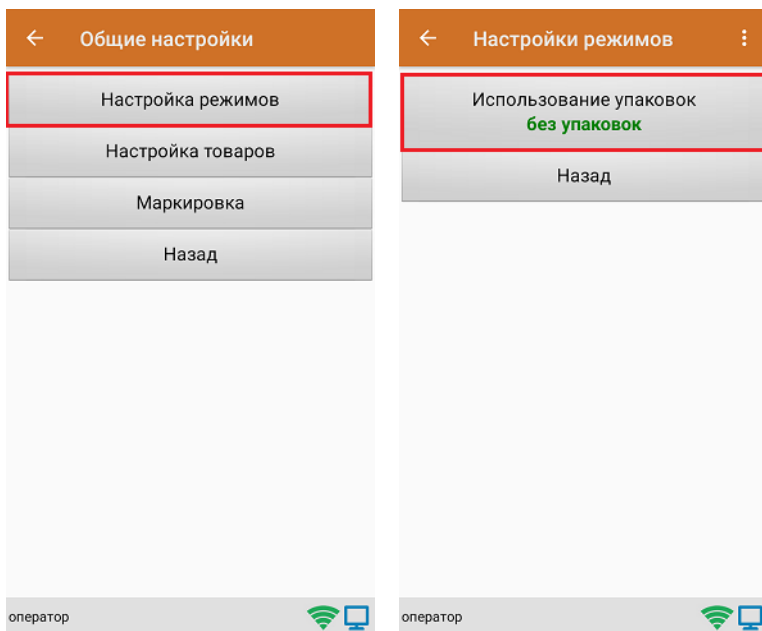 Общие настройки
Настройка режимов
Настройка товаров
Маркировка
Назад
оператор
Настройки режимов
Использование упаковок
без упаковок
Назад
оператор